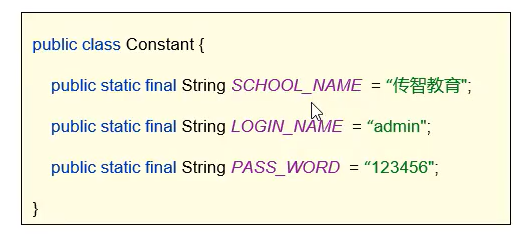 public class Constant {
public static final String SCHOOL_NAME = “传智教育";
public static final String LOGIN_NAME = “admin";
public static final String PASS_WORD = “123456";
}